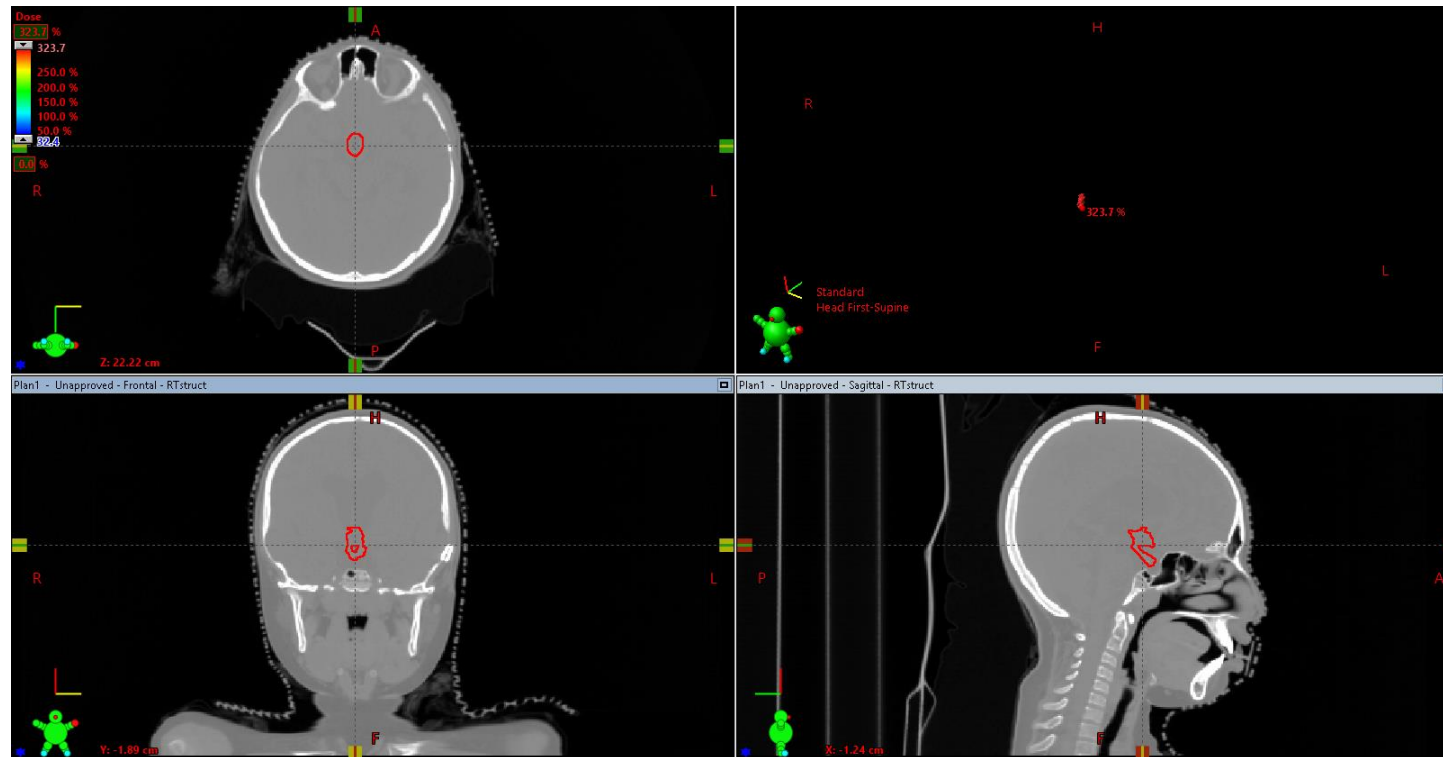 Dose
323.7 %
323.7
250.0 %
200.0 %
150.0 %
100.0 %
50.0 %
32.4
0.0 %
A
R
L
P
Z: 22.22 cm
H
R
323.7 %
L
Standard
Head First-Supine
F
Plan1 - Unapproved - Frontal - RTstruct
H
R
L
F
Y: -1.89 cm
Plan1 - Unapproved - Sagittal - RTstruct
H
P
A
F
X: -1.24 cm